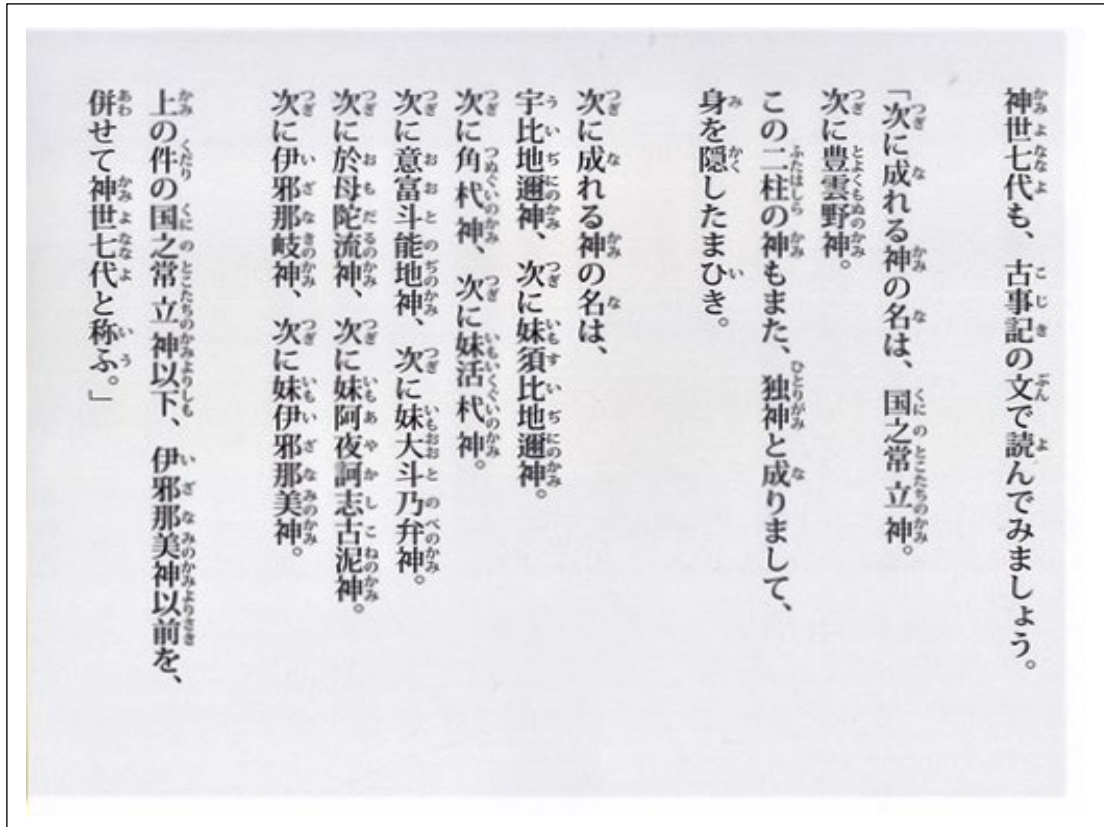 神世七代も、古事記の文で読んでみましょう。
「次に成れる神の名は、国之常立神。
次に豊雲野神。
この二柱の神もまた、独神と成りまして、
身を隠したまひき。
次に成れる神の名は、
宇比地邇神、次に妹須比地邇神。
次に角杙神、次に妹活杙神。
次に意富斗能地神、次に妹大斗乃弁神。
次に於母陀流神、次に妹阿夜訶志古泥神。
次に伊邪那岐神、次に妹伊邪那美神。
上の件の国之常立神以下、伊邪那美神以前を、
併せて神世七代と称ふ。」